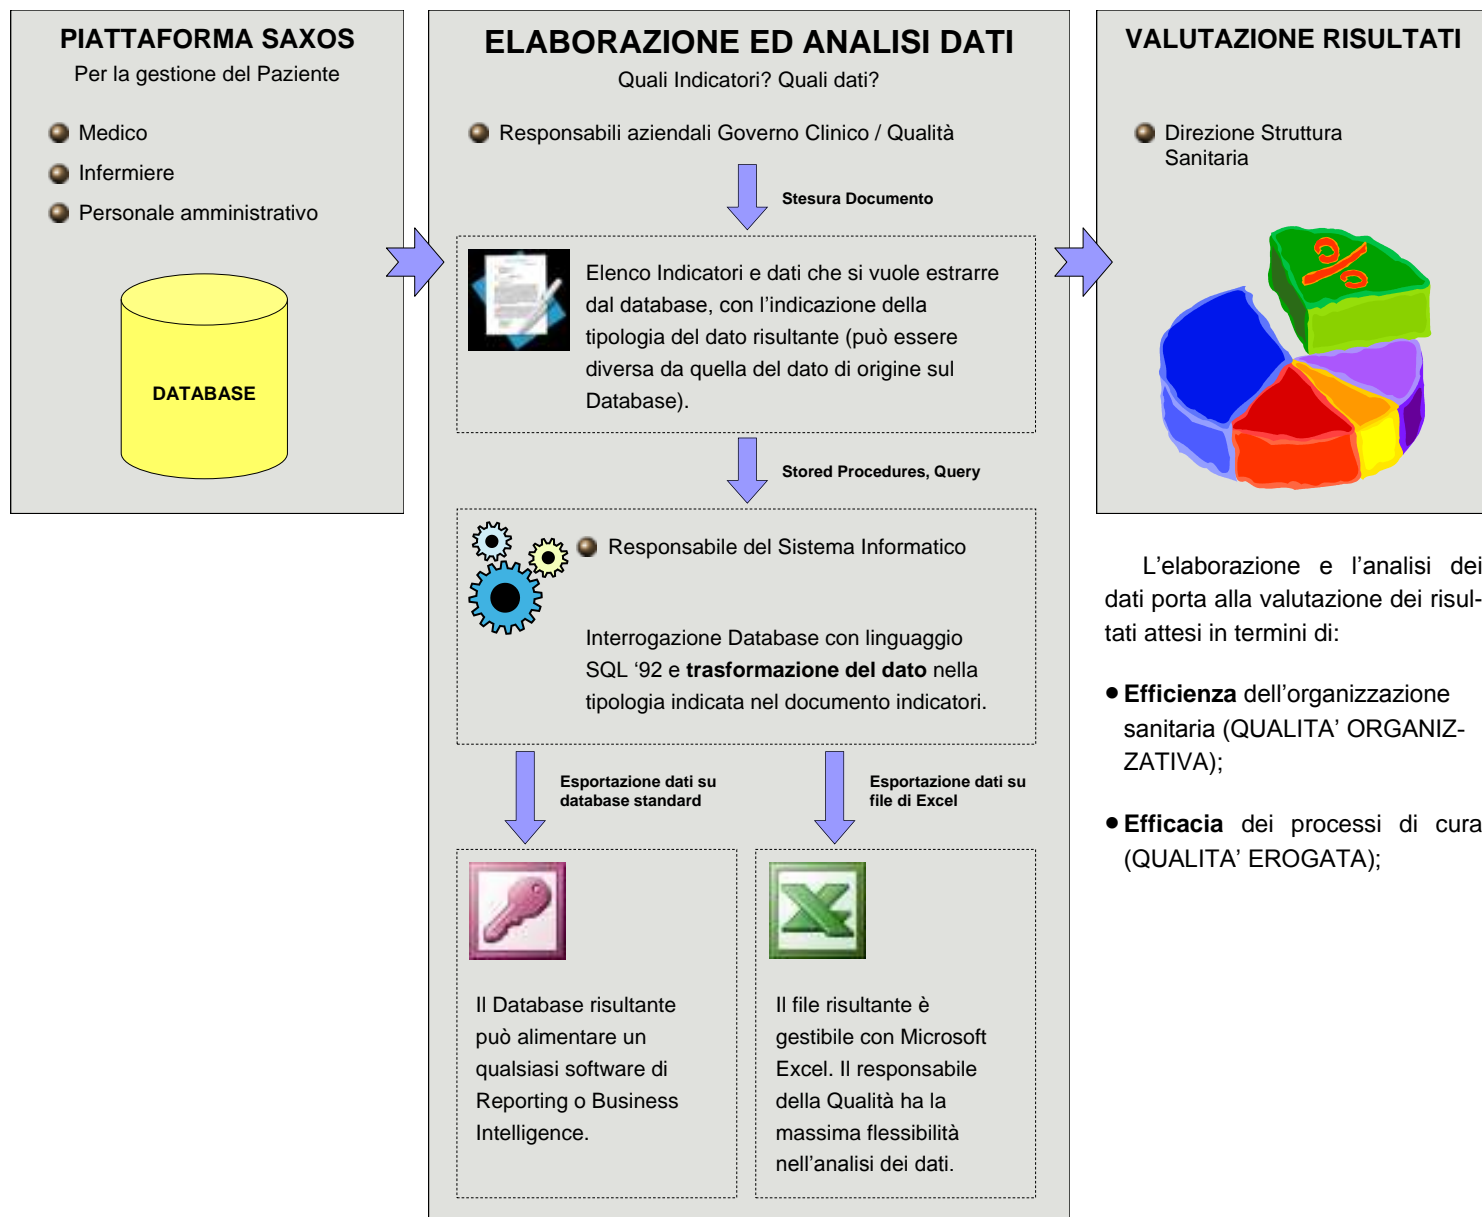 PIATTAFORMA SAXOS
Per la gestione del Paziente
Medico
Infermiere
Personale amministrativo
DATABASE
ELABORAZIONE ED ANALISI DATI
Quali Indicatori? Quali dati?
Responsabili aziendali Governo Clinico / Qualità
Stesura Documento
Elenco Indicatori e dati che si vuole estrarre
dal database, con l’indicazione della
tipologia del dato risultante (può essere
diversa da quella del dato di origine sul
Database).
Stored Procedures, Query
Responsabile del Sistema Informatico
Interrogazione Database con linguaggio
SQL ‘92 e trasformazione del dato nella
tipologia indicata nel documento indicatori.
Esportazione dati su
database standard
Esportazione dati su
file di Excel
Il Database risultante
può alimentare un
qualsiasi software di
Reporting o Business
Intelligence.
Il file risultante è
gestibile con Microsoft
Excel. Il responsabile
della Qualità ha la
massima flessibilità
nell’analisi dei dati.
VALUTAZIONE RISULTATI
Direzione Struttura
Sanitaria
%
L’elaborazione e l’analisi dei
dati porta alla valutazione dei risul-
tati attesi in termini di:
• Efficienza dell’organizzazione
sanitaria (QUALITA’ ORGANIZ-
ZATIVA);
• Efficacia dei processi di cura
(QUALITA’ EROGATA);